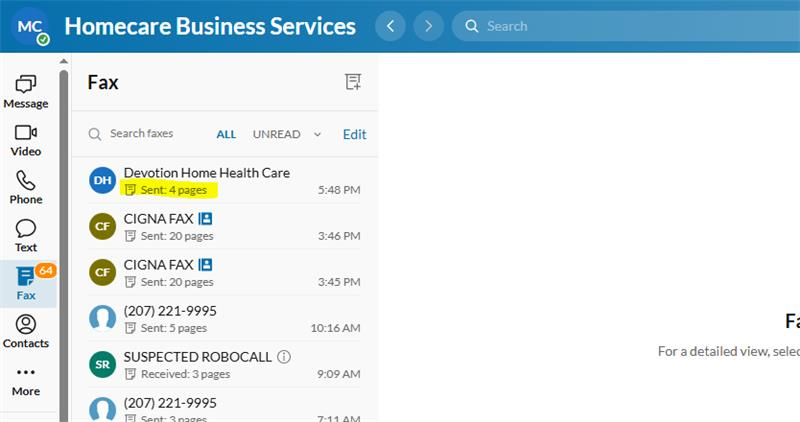 MC Homecare Business Services Search
Message
Video
Phone
Text
64
Fax
Contacts
More
Fax
Search faxes ALL UNREAD Edit
DH Devotion Home Health Care
Sent: 4 pages 5:48 PM
CF CIGNA FAX
Sent: 20 pages 3:46 PM
CF CIGNA FAX
Sent: 20 pages 3:45 PM
(207) 221-9995
Sent: 5 pages 10:16 AM
SR SUSPECTED ROBOCALL
Received: 3 pages 9:09 AM
(207) 221-9995
Sent: 3 pages 7:11 AM
Fa
For a detailed view, selec